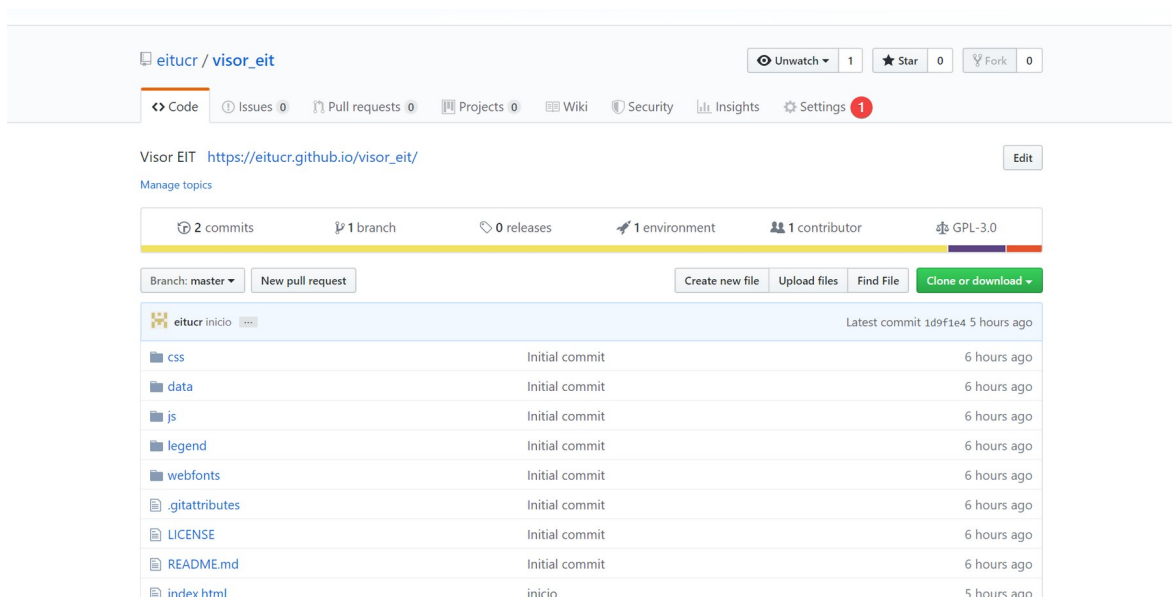 eitucr / visor_eit
Unwatch 1 Star 0 Fork 0
Code Issues 0 Pull requests 0 Projects 0 Wiki Security Insights Settings 1
Visor EIT https://eitucr.github.io/visor_eit/ Edit
Manage topics
2 commits 1 branch 0 releases 1 environment 1 contributor GPL-3.0
Branch: master New pull request Create new file Upload files Find File Clone or download
eitucr inicio ... Latest commit 1d9f1e4 5 hours ago
css Initial commit 6 hours ago
data Initial commit 6 hours ago
js Initial commit 6 hours ago
legend Initial commit 6 hours ago
webfonts Initial commit 6 hours ago
.gitattributes Initial commit 6 hours ago
LICENSE Initial commit 6 hours ago
README.md Initial commit 6 hours ago
index.html inicio 5 hours ago